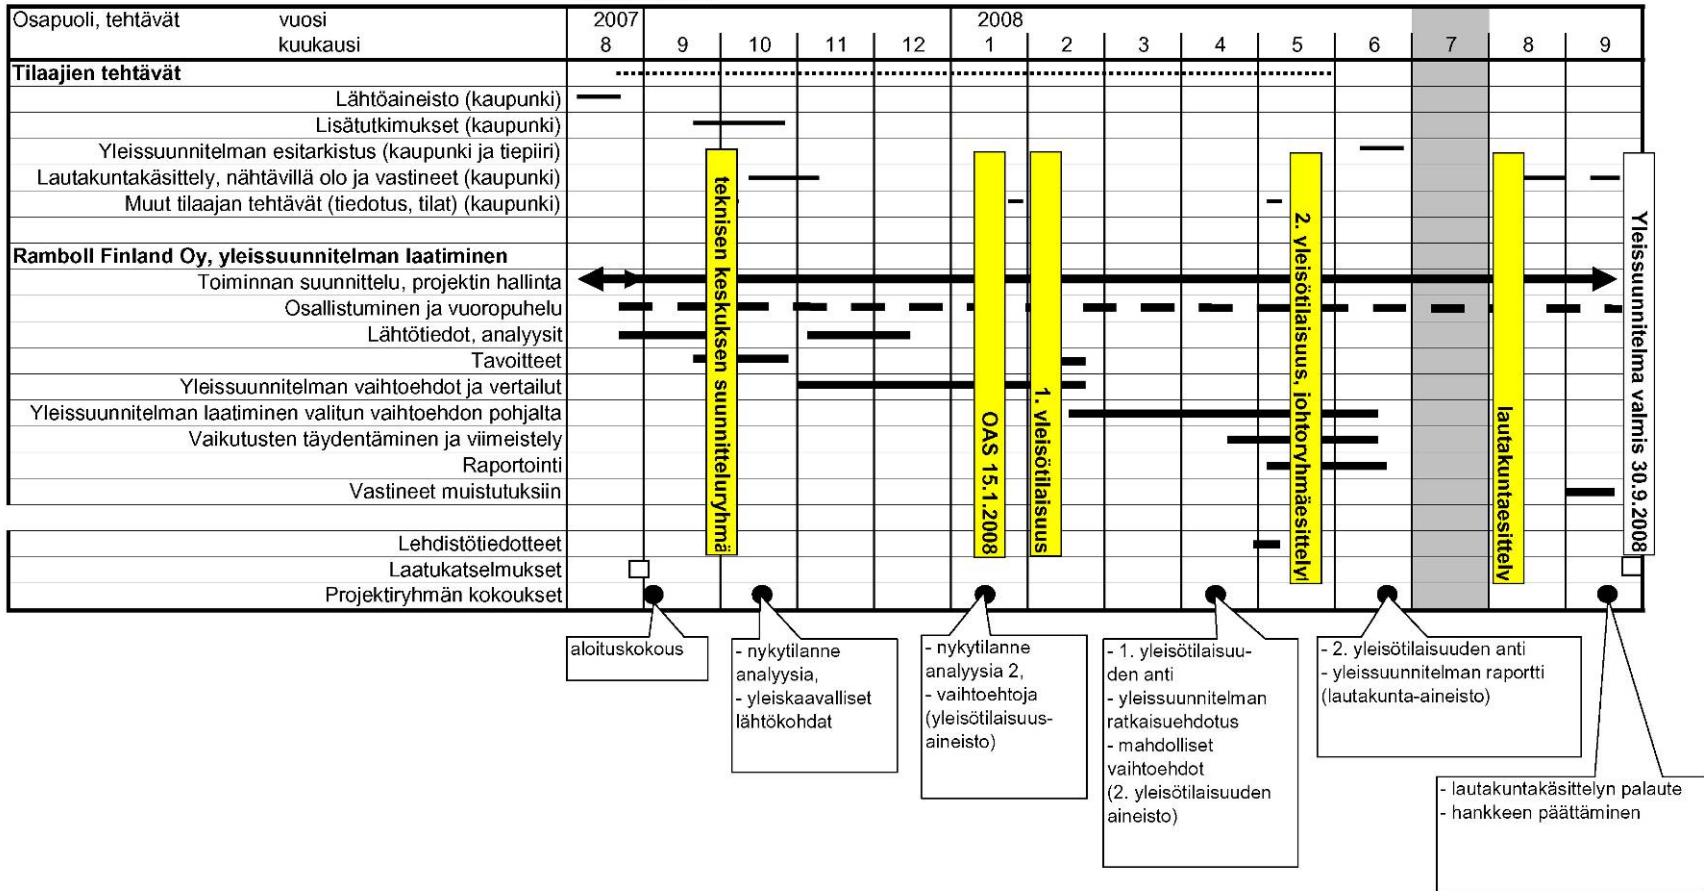 Osapuoli, tehtävät vuosi 2007 2008
kuukausi 8 9 10 11 12 1 2 3 4 5 6 7 8 9
Tilaajien tehtävät
Lähtöaineisto (kaupunki)
Lisätutkimukset (kaupunki)
Yleissuunnitelman esitarkistus (kaupunki ja tiepiiri)
Lautakuntakäsittely, nähtävillä olo ja vastineet (kaupunki)
Muut tilaajan tehtävät (tiedotus, tilat) (kaupunki)
Ramboll Finland Oy, yleissuunnitelman laatiminen
Toiminnan suunnittelu, projektin hallinta
Osallistuminen ja vuoropuhelu
Lähtötiedot, analyysit
Tavoitteet
Yleissuunnitelman vaihtoehdot ja vertailut
Yleissuunnitelman laatiminen valitun vaihtoehdon pohjalta
Vaikutusten täydentäminen ja viimeistely
Raportointi
Vastineet muistutuksiin
Lehdistötiedotteet
Laatukatselmukset
Projektiryhmän kokoukset
teknisen keskuksen suunnitteluryhmä
OAS 15.1.2008
1. yleisötilaisuus
2. yleisötilaisuus, johtoryhmäesittely
lautakuntaesittely
Yleissuunnitelma valmis 30.9.2008
aloituskokous
- nykytilanne
analyysia,
- yleiskaavalliset
lähtökohdat
- nykytilanne
analyysia 2,
- vaihtoehtoja
(yleisötilaisuus-
aineisto)
- 1. yleisötilaisuu-
den anti
- yleissuunnitelman
ratkaisuehdotus
- mahdolliset
vaihtoehdot
(2. yleisötilaisuuden
aineisto)
- 2. yleisötilaisuuden anti
- yleissuunnitelman raportti
(lautakunta-aineisto)
- lautakuntakäsittelyn palaute
- hankkeen päättäminen